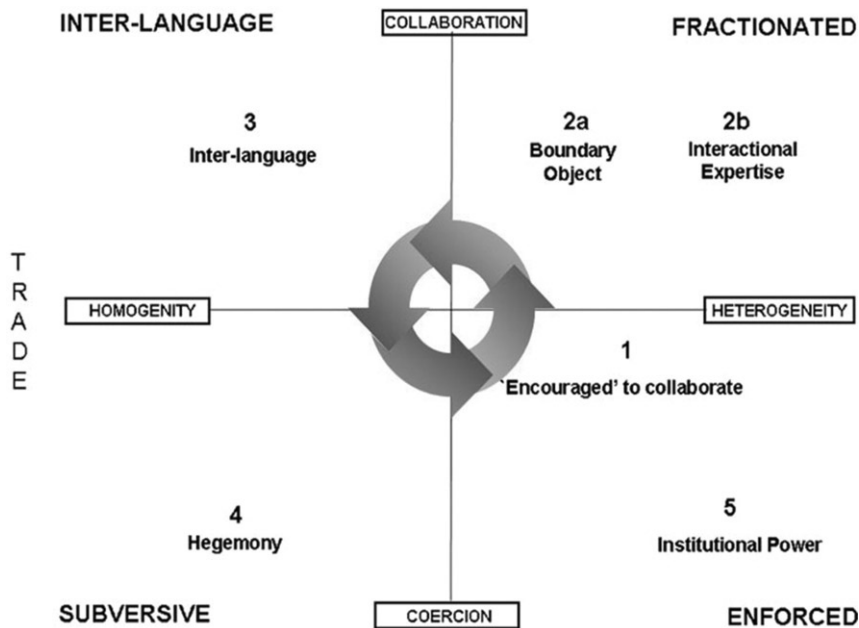 INTER-LANGUAGE
COLLABORATION
FRACTIONATED
3
Inter-language
2a
Boundary
Object
2b
Interactional
Expertise
TRADE
HOMOGENITY
HETEROGENEITY
1
'Encouraged' to collaborate
4
Hegemony
5
Institutional Power
SUBVERSIVE
COERCION
ENFORCED